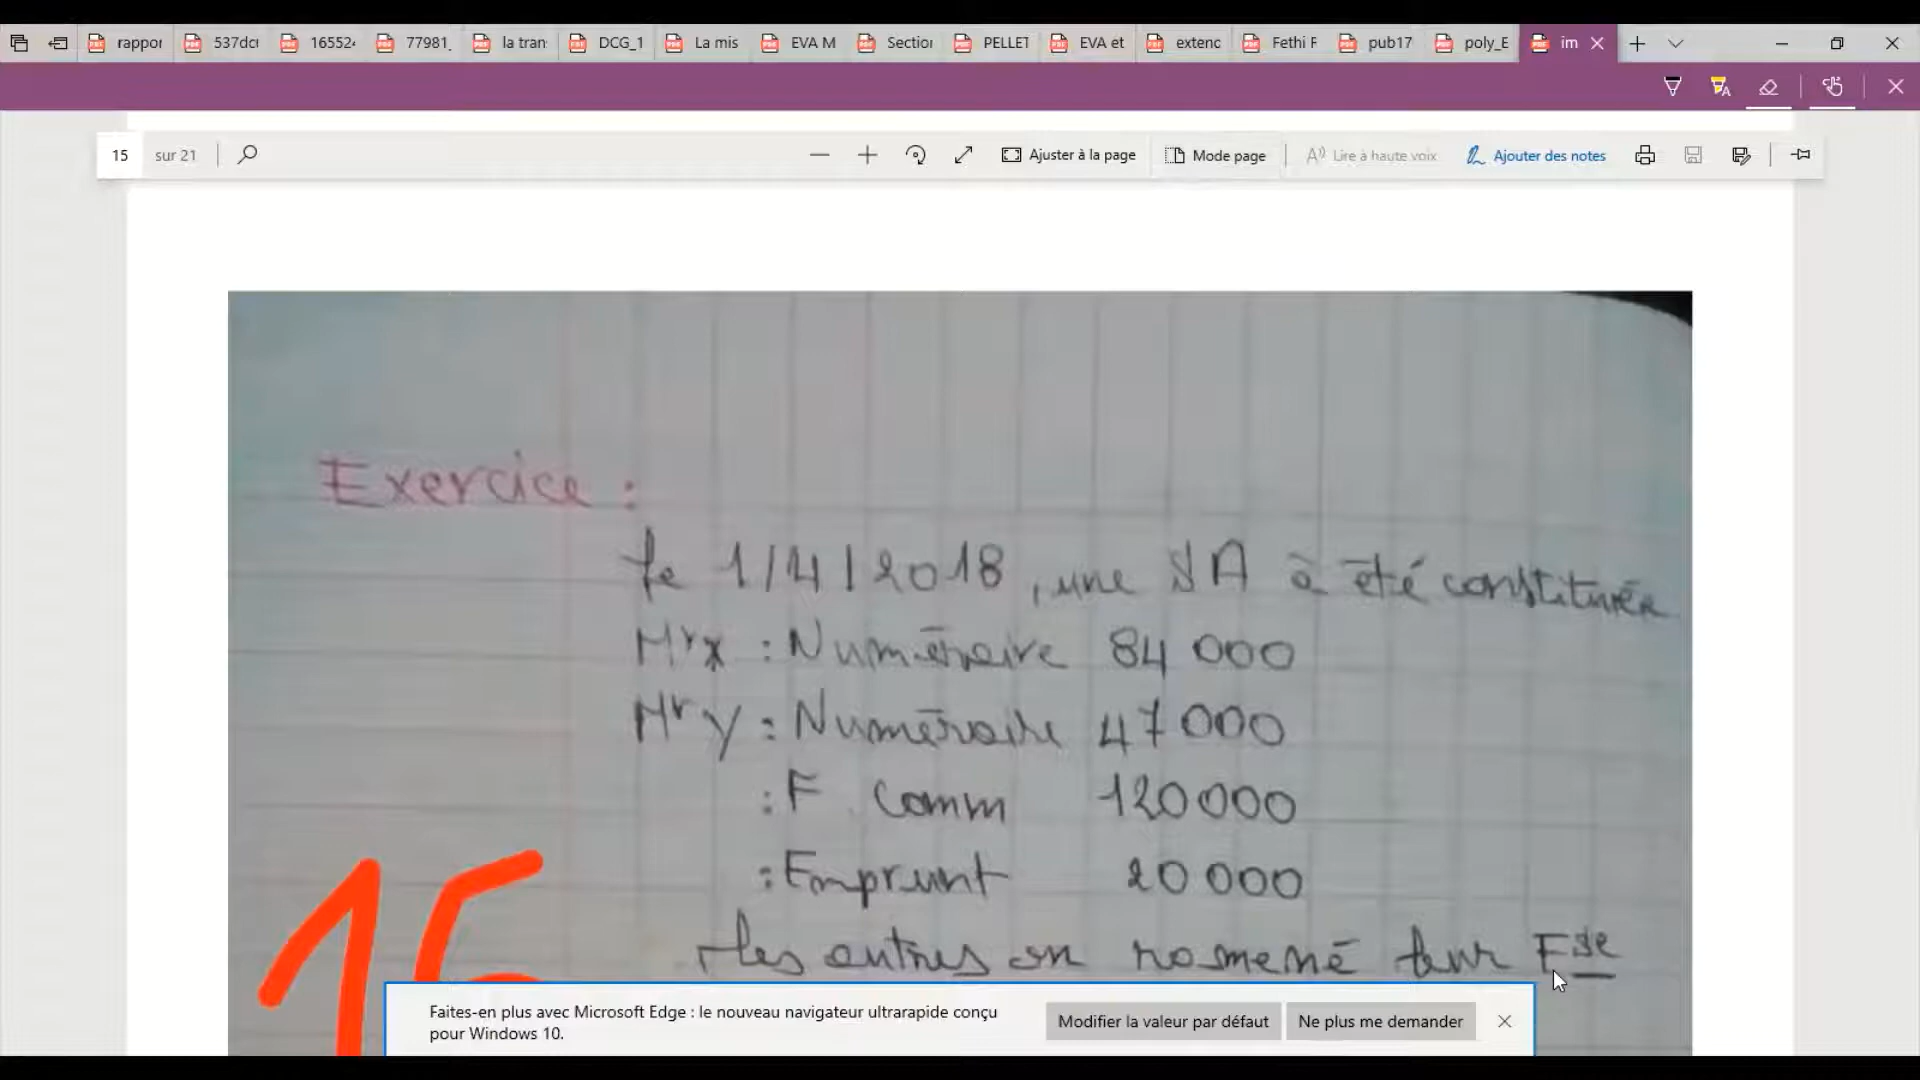 rappor
537dc
16552
77981_
la tran
DCG_1
La mis
EVA M
Section
PELLET
EVA et
extenc
Fethi F
pub17
poly_E
im
15 sur 21
Ajuster à la page
Mode page
Lire à haute voix
Ajouter des notes
Exercice :
le 1/4/2018, une SA à été constituée
Mr x : Numéraire 84 000
Mr y : Numéraire 47 000
: F. Comm 120 000
: Emprunt 20 000
les autres on ramené leur
15
Faites-en plus avec Microsoft Edge : le nouveau navigateur ultrarapide conçu
pour Windows 10.
Modifier la valeur par défaut
Ne plus me demander